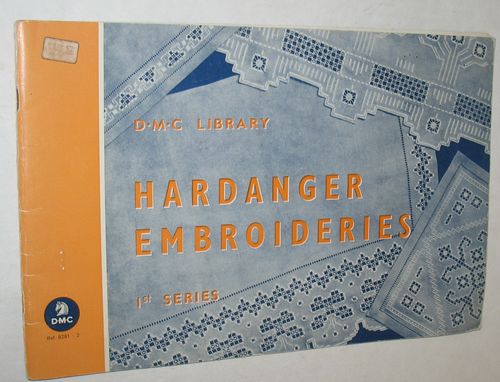 D·M·C LIBRARY
HARDANGER
EMBROIDERIES
1st SERIES
DMC